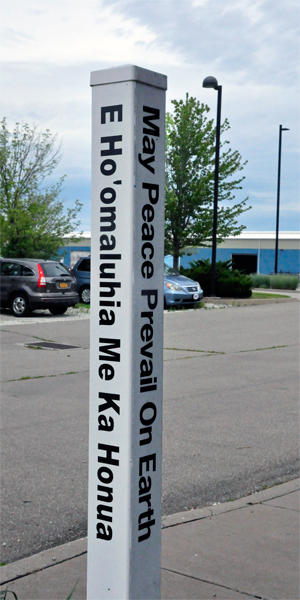 E Ho'omaluhia Me Ka Honua
May Peace Prevail On Earth